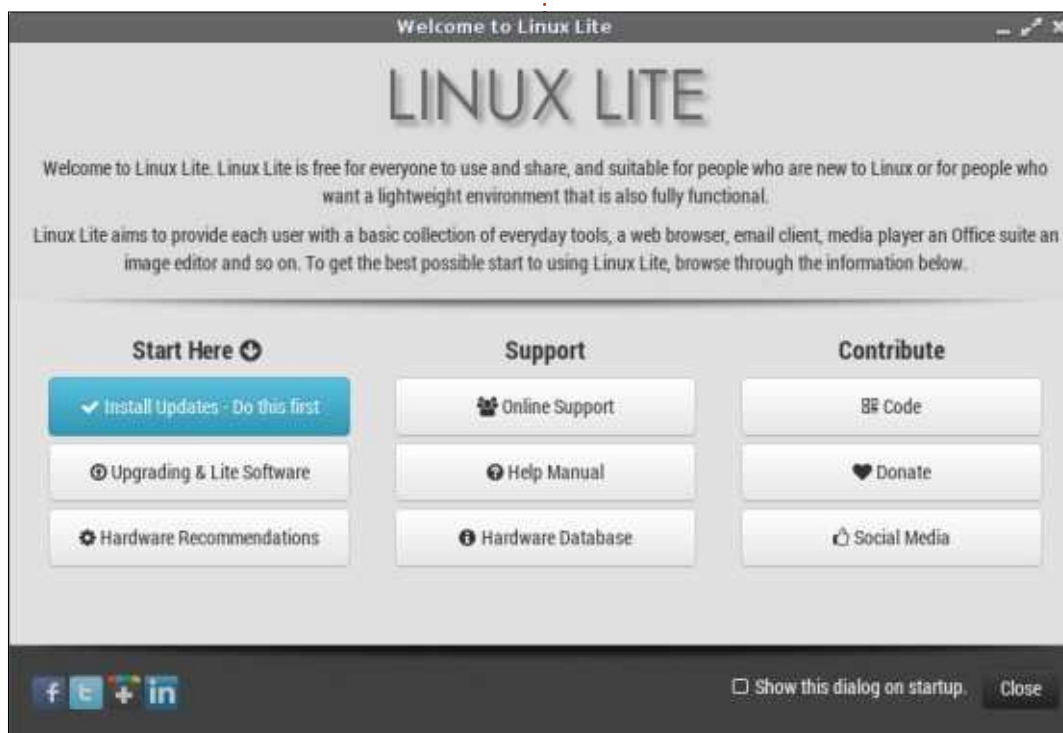 Welcome to Linux Lite
LINUX LITE
Welcome to Linux Lite. Linux Lite is free for everyone to use and share, and suitable for people who are new to Linux or for people who
want a lightweight environment that is also fully functional.
Linux Lite aims to provide each user with a basic collection of everyday tools, a web browser, email client, media player an Office suite an
image editor and so on. To get the best possible start to using Linux Lite, browse through the information below.
Start Here
Install Updates - Do this first
Upgrading & Lite Software
Hardware Recommendations
Support
Online Support
Help Manual
Hardware Database
Contribute
Code
Donate
Social Media
f t + in
Show this dialog on startup.
Close